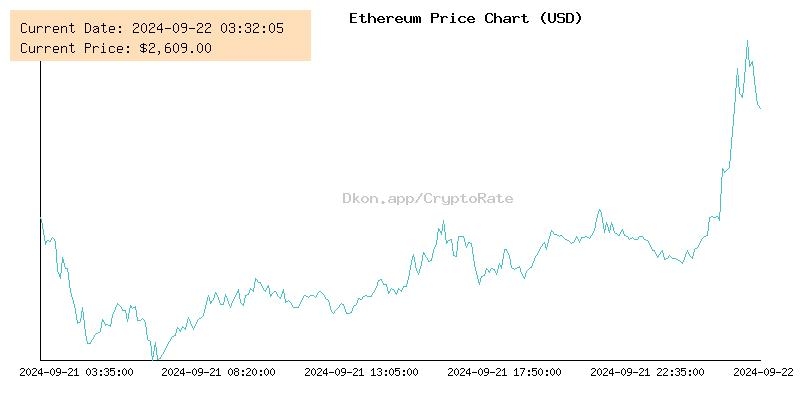 Ethereum Price Chart (USD)
Current Date: 2024-09-22 03:32:05
Current Price: $2,609.00
Dkon.app/CryptoRate
2024-09-21 03:35:00
2024-09-21 08:20:00
2024-09-21 13:05:00
2024-09-21 17:50:00
2024-09-21 22:35:00
2024-09-22